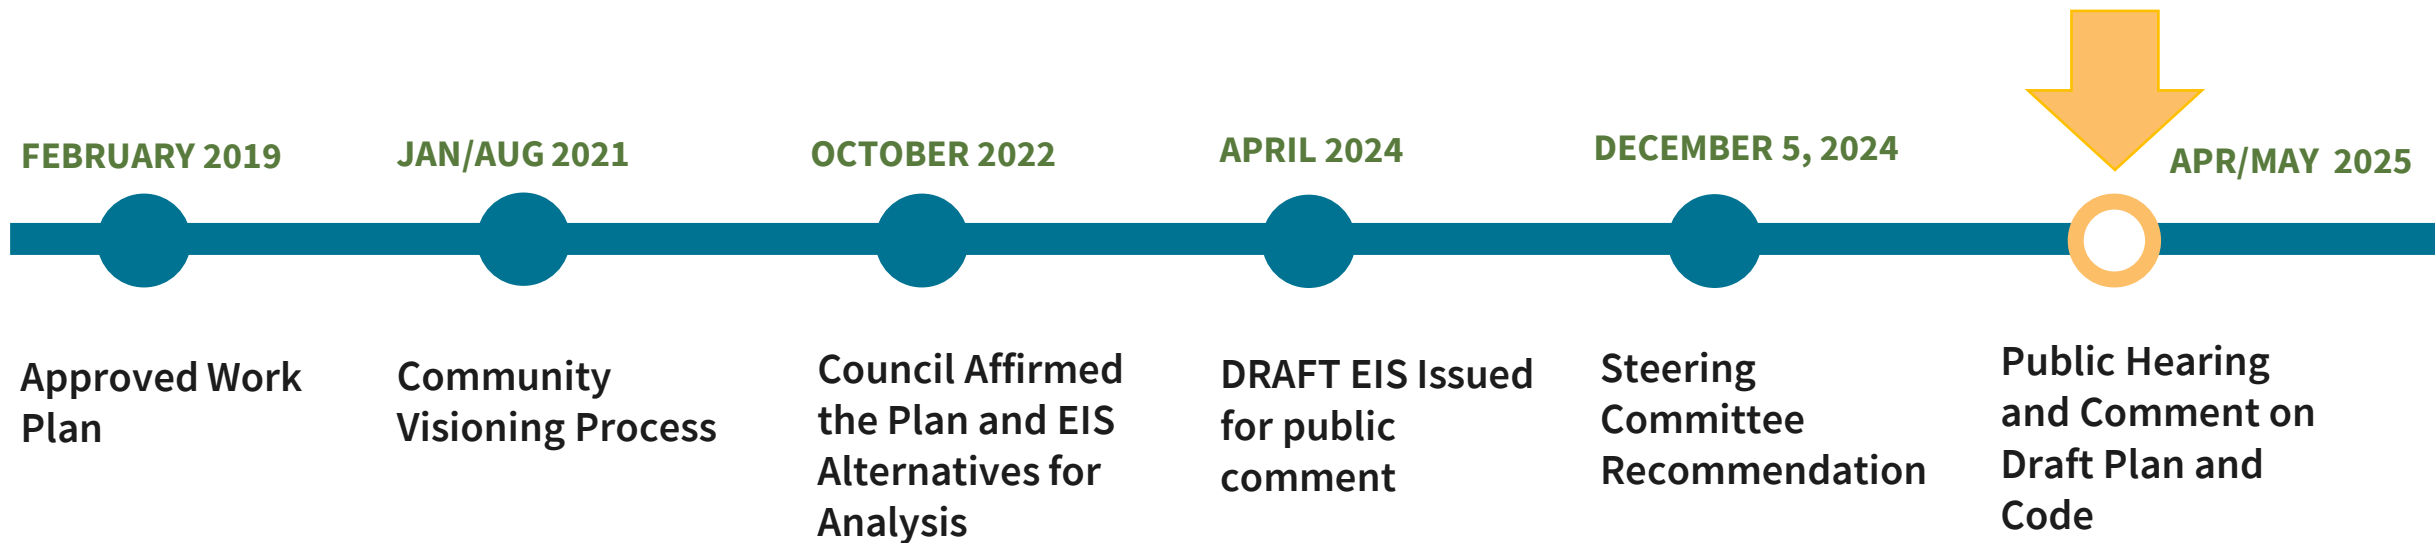 FEBRUARY 2019
Approved Work
Plan
JAN/AUG 2021
Community
Visioning Process
OCTOBER 2022
Council Affirmed
the Plan and EIS
Alternatives for
Analysis
APRIL 2024
DRAFT EIS Issued
for public
comment
DECEMBER 5, 2024
Steering
Committee
Recommendation
APR/MAY 2025
Public Hearing
and Comment on
Draft Plan and
Code